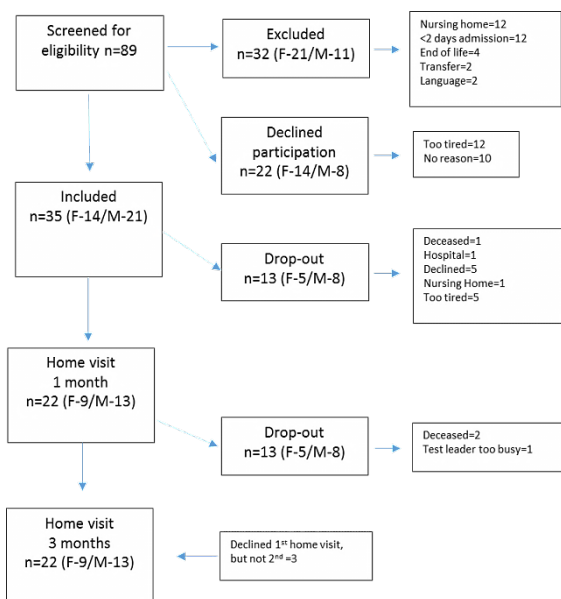 Screened for
eligibility n=89
Excluded
n=32 (F-21/M-11)
Nursing home=12
<2 days admission=12
End of life=4
Transfer=2
Language=2
Declined
participation
n=22 (F-14/M-8)
Too tired=12
No reason=10
Included
n=35 (F-14/M-21)
Drop-out
n=13 (F-5/M-8)
Deceased=1
Hospital=1
Declined=5
Nursing Home=1
Too tired=5
Home visit
1 month
n=22 (F-9/M-13)
Drop-out
n=13 (F-5/M-8)
Deceased=2
Test leader too busy=1
Home visit
3 months
n=22 (F-9/M-13)
Declined 1st home visit,
but not 2nd =3